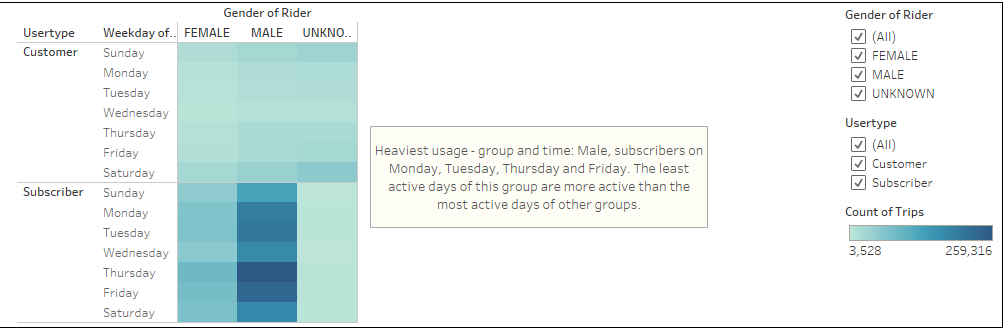 Gender of Rider
Usertype Weekday of.. FEMALE MALE UNKNO..
Customer Sunday
Monday
Tuesday
Wednesday
Thursday
Friday
Saturday
Subscriber Sunday
Monday
Tuesday
Wednesday
Thursday
Friday
Saturday
Heaviest usage - group and time: Male, subscribers on
Monday, Tuesday, Thursday and Friday. The least
active days of this group are more active than the
most active days of other groups.
Gender of Rider
(All)
FEMALE
MALE
UNKNOWN
Usertype
(All)
Customer
Subscriber
Count of Trips
3,528 259,316